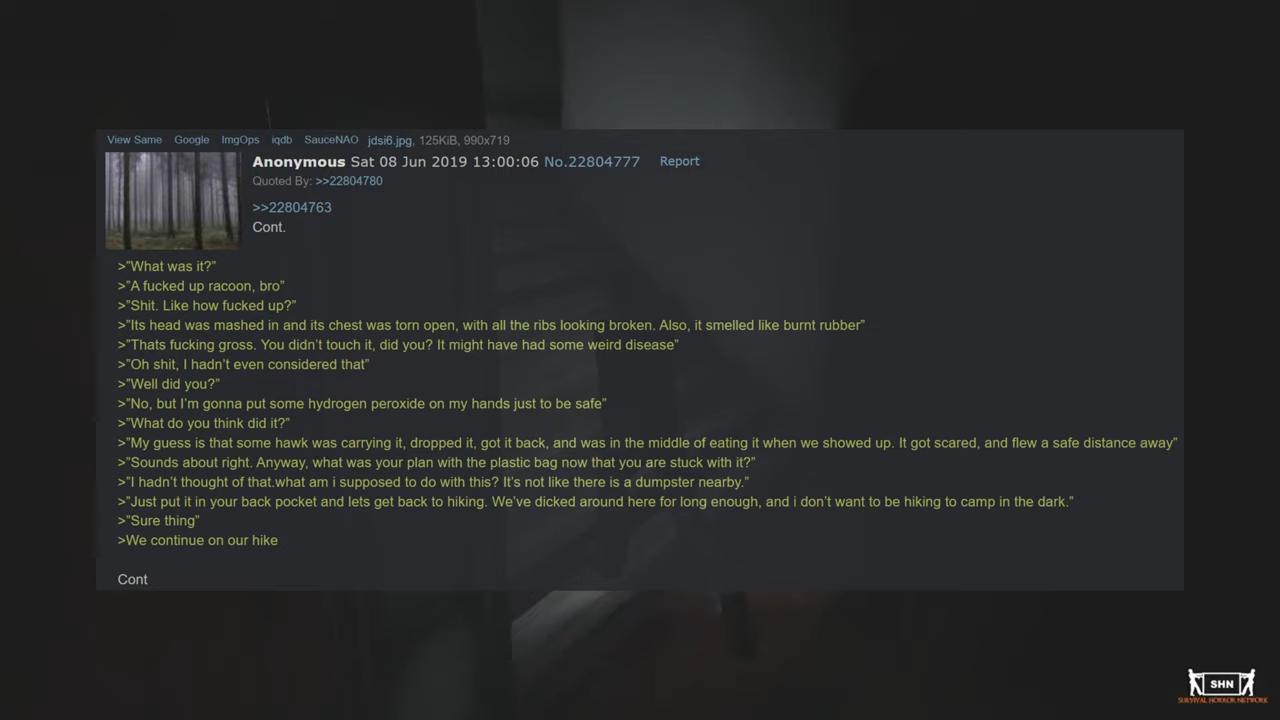 View Same Google ImgOps iqdb SauceNAO jdsi6.jpg, 125KiB, 990x719
Anonymous Sat 08 Jun 2019 13:00:06 No.22804777 Report
Quoted By: >>22804780
>>22804763
Cont.
>"What was it?"
>"A fucked up racoon, bro"
>"Shit. Like how fucked up?"
>"Its head was mashed in and its chest was torn open, with all the ribs looking broken. Also, it smelled like burnt rubber"
>"Thats fucking gross. You didn't touch it, did you? It might have had some weird disease"
>"Oh shit, I hadn't even considered that"
>"Well did you?"
>"No, but I'm gonna put some hydrogen peroxide on my hands just to be safe"
>"What do you think did it?"
>"My guess is that some hawk was carrying it, dropped it, got it back, and was in the middle of eating it when we showed up. It got scared, and flew a safe distance away"
>"Sounds about right. Anyway, what was your plan with the plastic bag now that you are stuck with it?"
>"I hadn't thought of that.what am i supposed to do with this? It's not like there is a dumpster nearby."
>"Just put it in your back pocket and lets get back to hiking. We've dicked around here for long enough, and i don't want to be hiking to camp in the dark."
>"Sure thing"
>We continue on our hike
Cont
SHN
SURVIVAL HORROR NETWORK